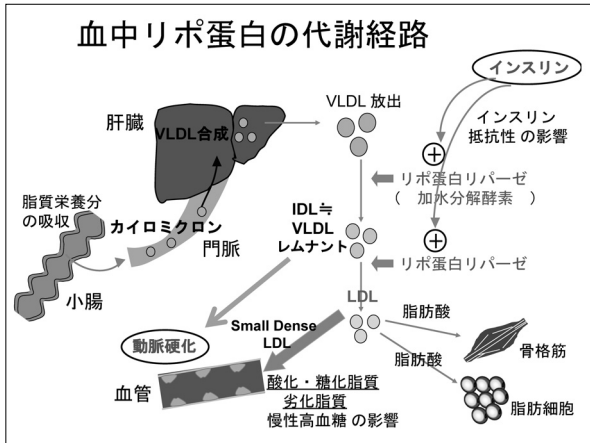 血中リポ蛋白の代謝経路
インスリン
インスリン
抵抗性 の影響
VLDL 放出
肝臓
VLDL合成
リポ蛋白リパーゼ
（ 加水分解酵素 ）
脂質栄養分
の吸収
カイロミクロン
門脈
小腸
IDL≒
VLDL
レムナント
リポ蛋白リパーゼ
LDL
脂肪酸
骨格筋
脂肪酸
脂肪細胞
Small Dense
LDL
動脈硬化
血管
酸化・糖化脂質
劣化脂質
慢性高血糖 の影響